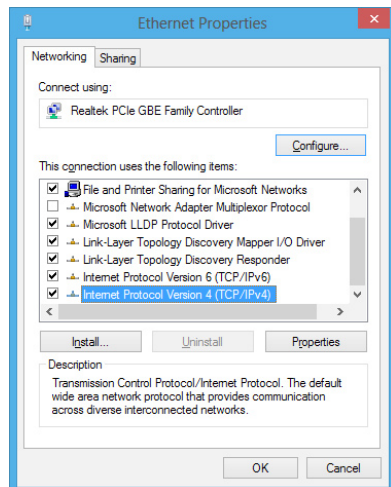 Ethernet Properties
Networking
Sharing
Connect using:
Realtek PCIe GBE Family Controller
Configure...
This connection uses the following items:
File and Printer Sharing for Microsoft Networks
Microsoft Network Adapter Multiplexor Protocol
Microsoft LLDP Protocol Driver
Link-Layer Topology Discovery Mapper I/O Driver
Link-Layer Topology Discovery Responder
Internet Protocol Version 6 (TCP/IPv6)
Internet Protocol Version 4 (TCP/IPv4)
Install...
Uninstall
Properties
Description
Transmission Control Protocol/Internet Protocol. The default
wide area network protocol that provides communication
across diverse interconnected networks.
OK
Cancel